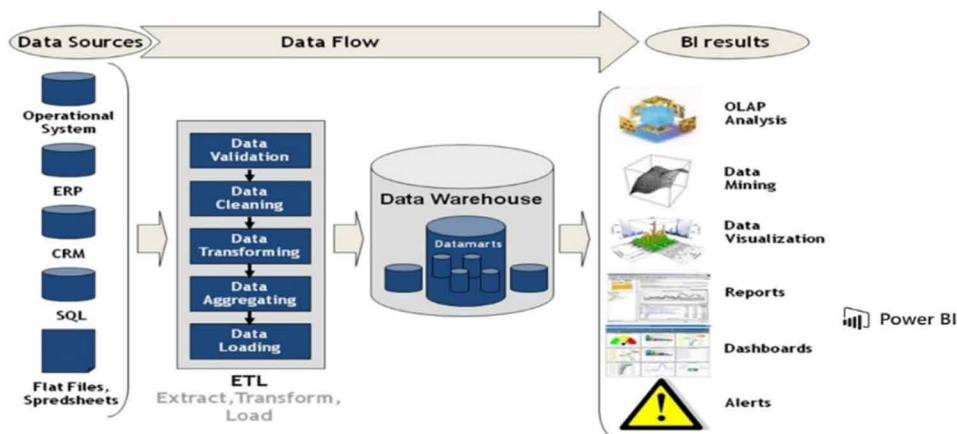 Data Sources
Data Flow
BI results
Operational
System
ERP
CRM
SQL
Flat Files,
Spredsheets
Data
Validation
Data
Cleaning
Data
Transforming
Data
Aggregating
Data
Loading
ETL
Extract,Transform,
Load
Data Warehouse
Datamarts
OLAP
Analysis
Data
Mining
Data
Visualization
Reports
Dashboards
Alerts
Power BI